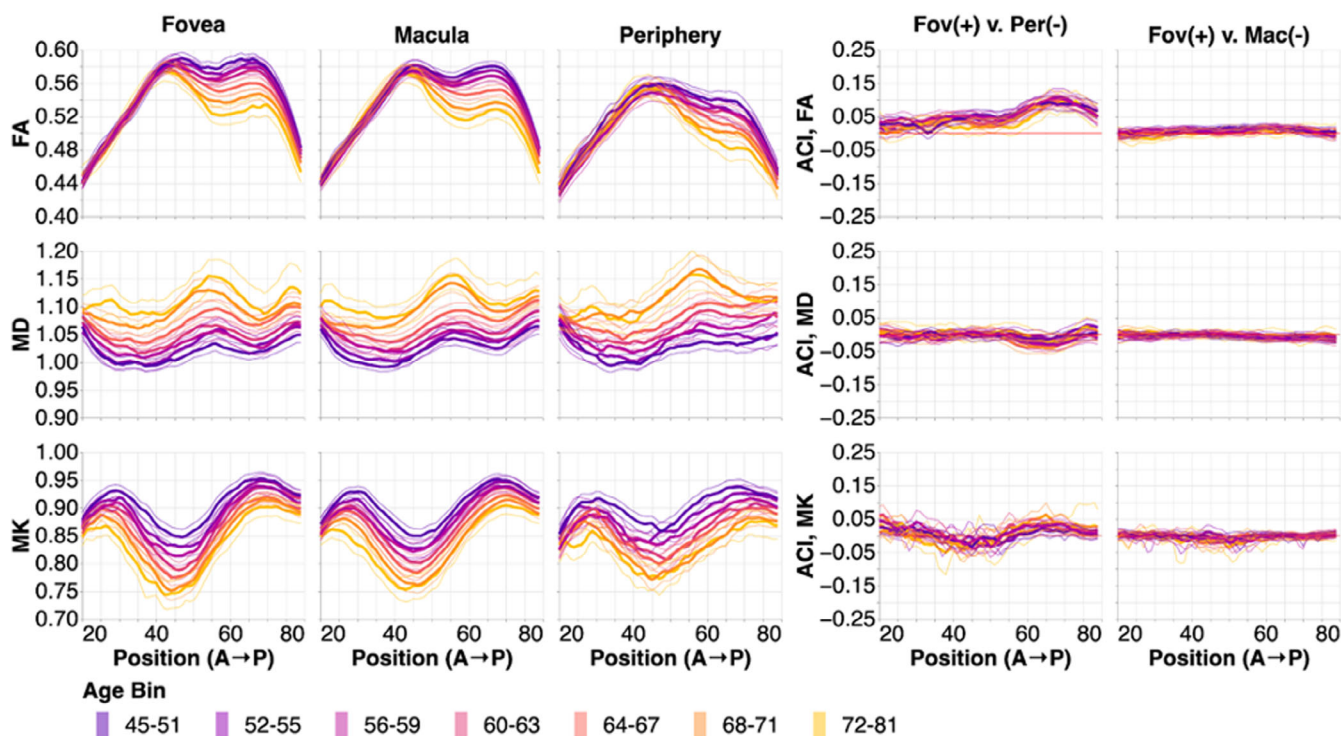 Fovea
Macula
Periphery
Fov(+) v. Per(-)
Fov(+) v. Mac(-)
FA
0.60
0.56
0.52
0.48
0.44
0.40
ACI, FA
0.25
0.15
0.05
−0.05
−0.15
−0.25
MD
1.20
1.15
1.10
1.05
1.00
0.95
0.90
ACI, MD
0.25
0.15
0.05
−0.05
−0.15
−0.25
MK
1.00
0.95
0.90
0.85
0.80
0.75
0.70
ACI, MK
0.25
0.15
0.05
−0.05
−0.15
−0.25
20 40 60 80 20 40 60 80 20 40 60 80 20 40 60 80 20 40 60 80
Position (A→P) Position (A→P) Position (A→P) Position (A→P) Position (A→P)
Age Bin
45-51 52-55 56-59 60-63 64-67 68-71 72-81